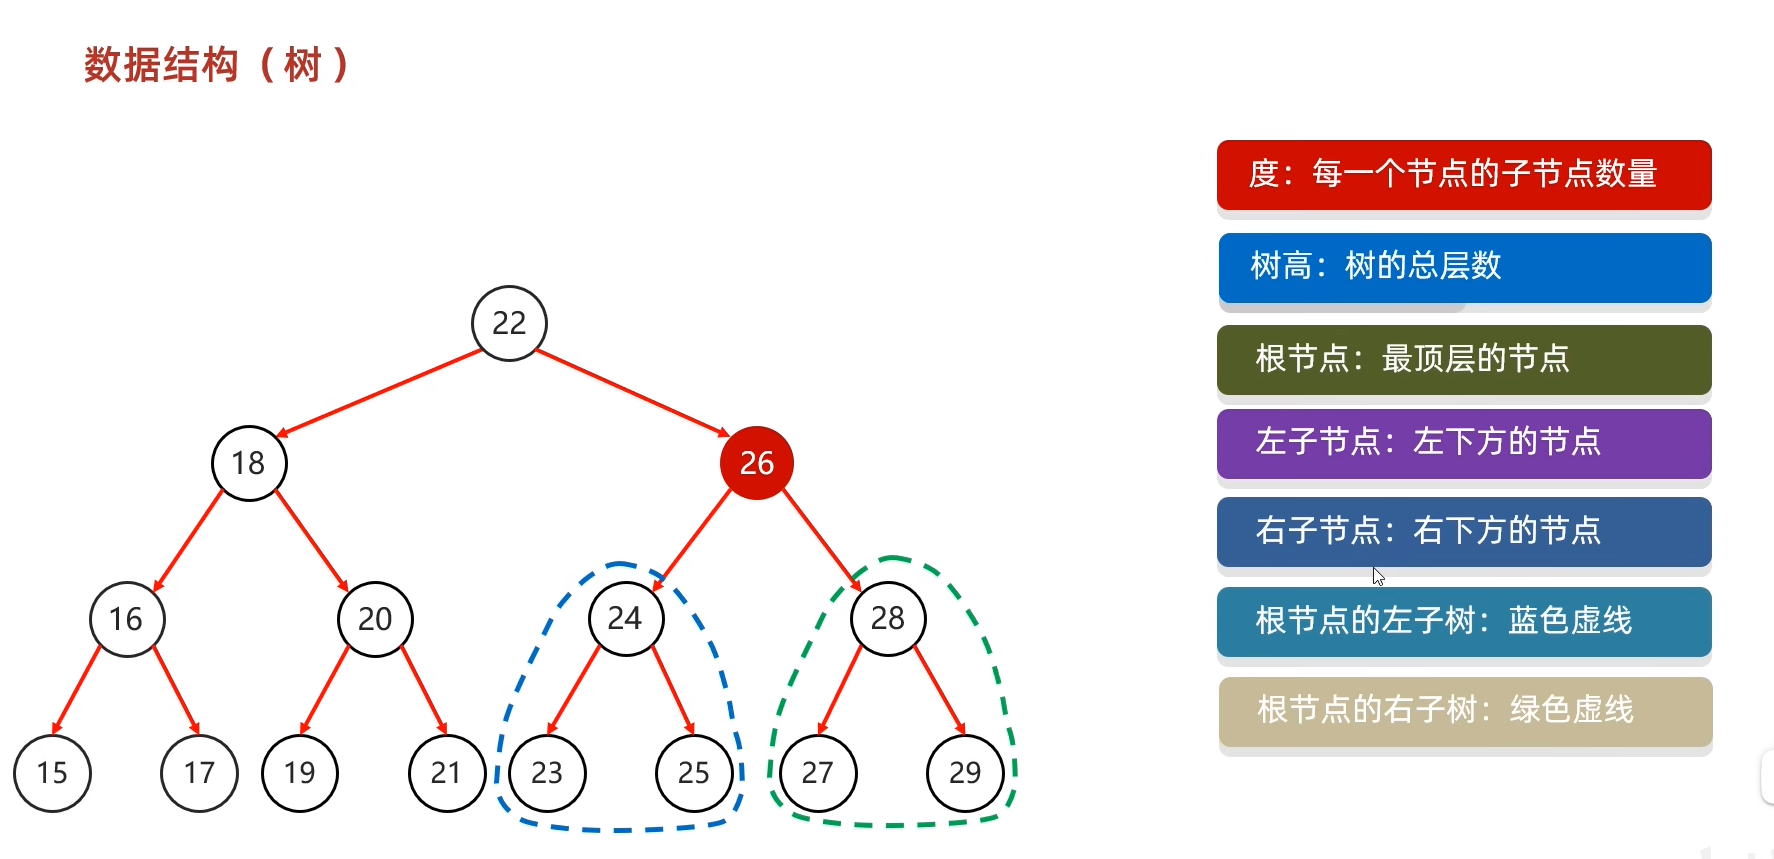 数据结构（树）
度：每一个节点的子节点数量
树高：树的总层数
根节点：最顶层的节点
左子节点：左下方的节点
右子节点：右下方的节点
根节点的左子树：蓝色虚线
根节点的右子树：绿色虚线
22
18 26
16 20 24 28
15 17 19 21 23 25 27 29